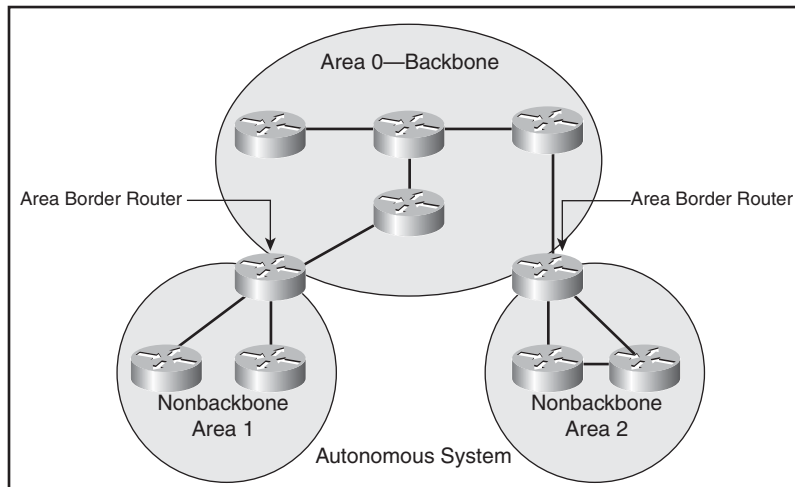 Area 0—Backbone
Area Border Router
Area Border Router
Nonbackbone
Area 1
Nonbackbone
Area 2
Autonomous System